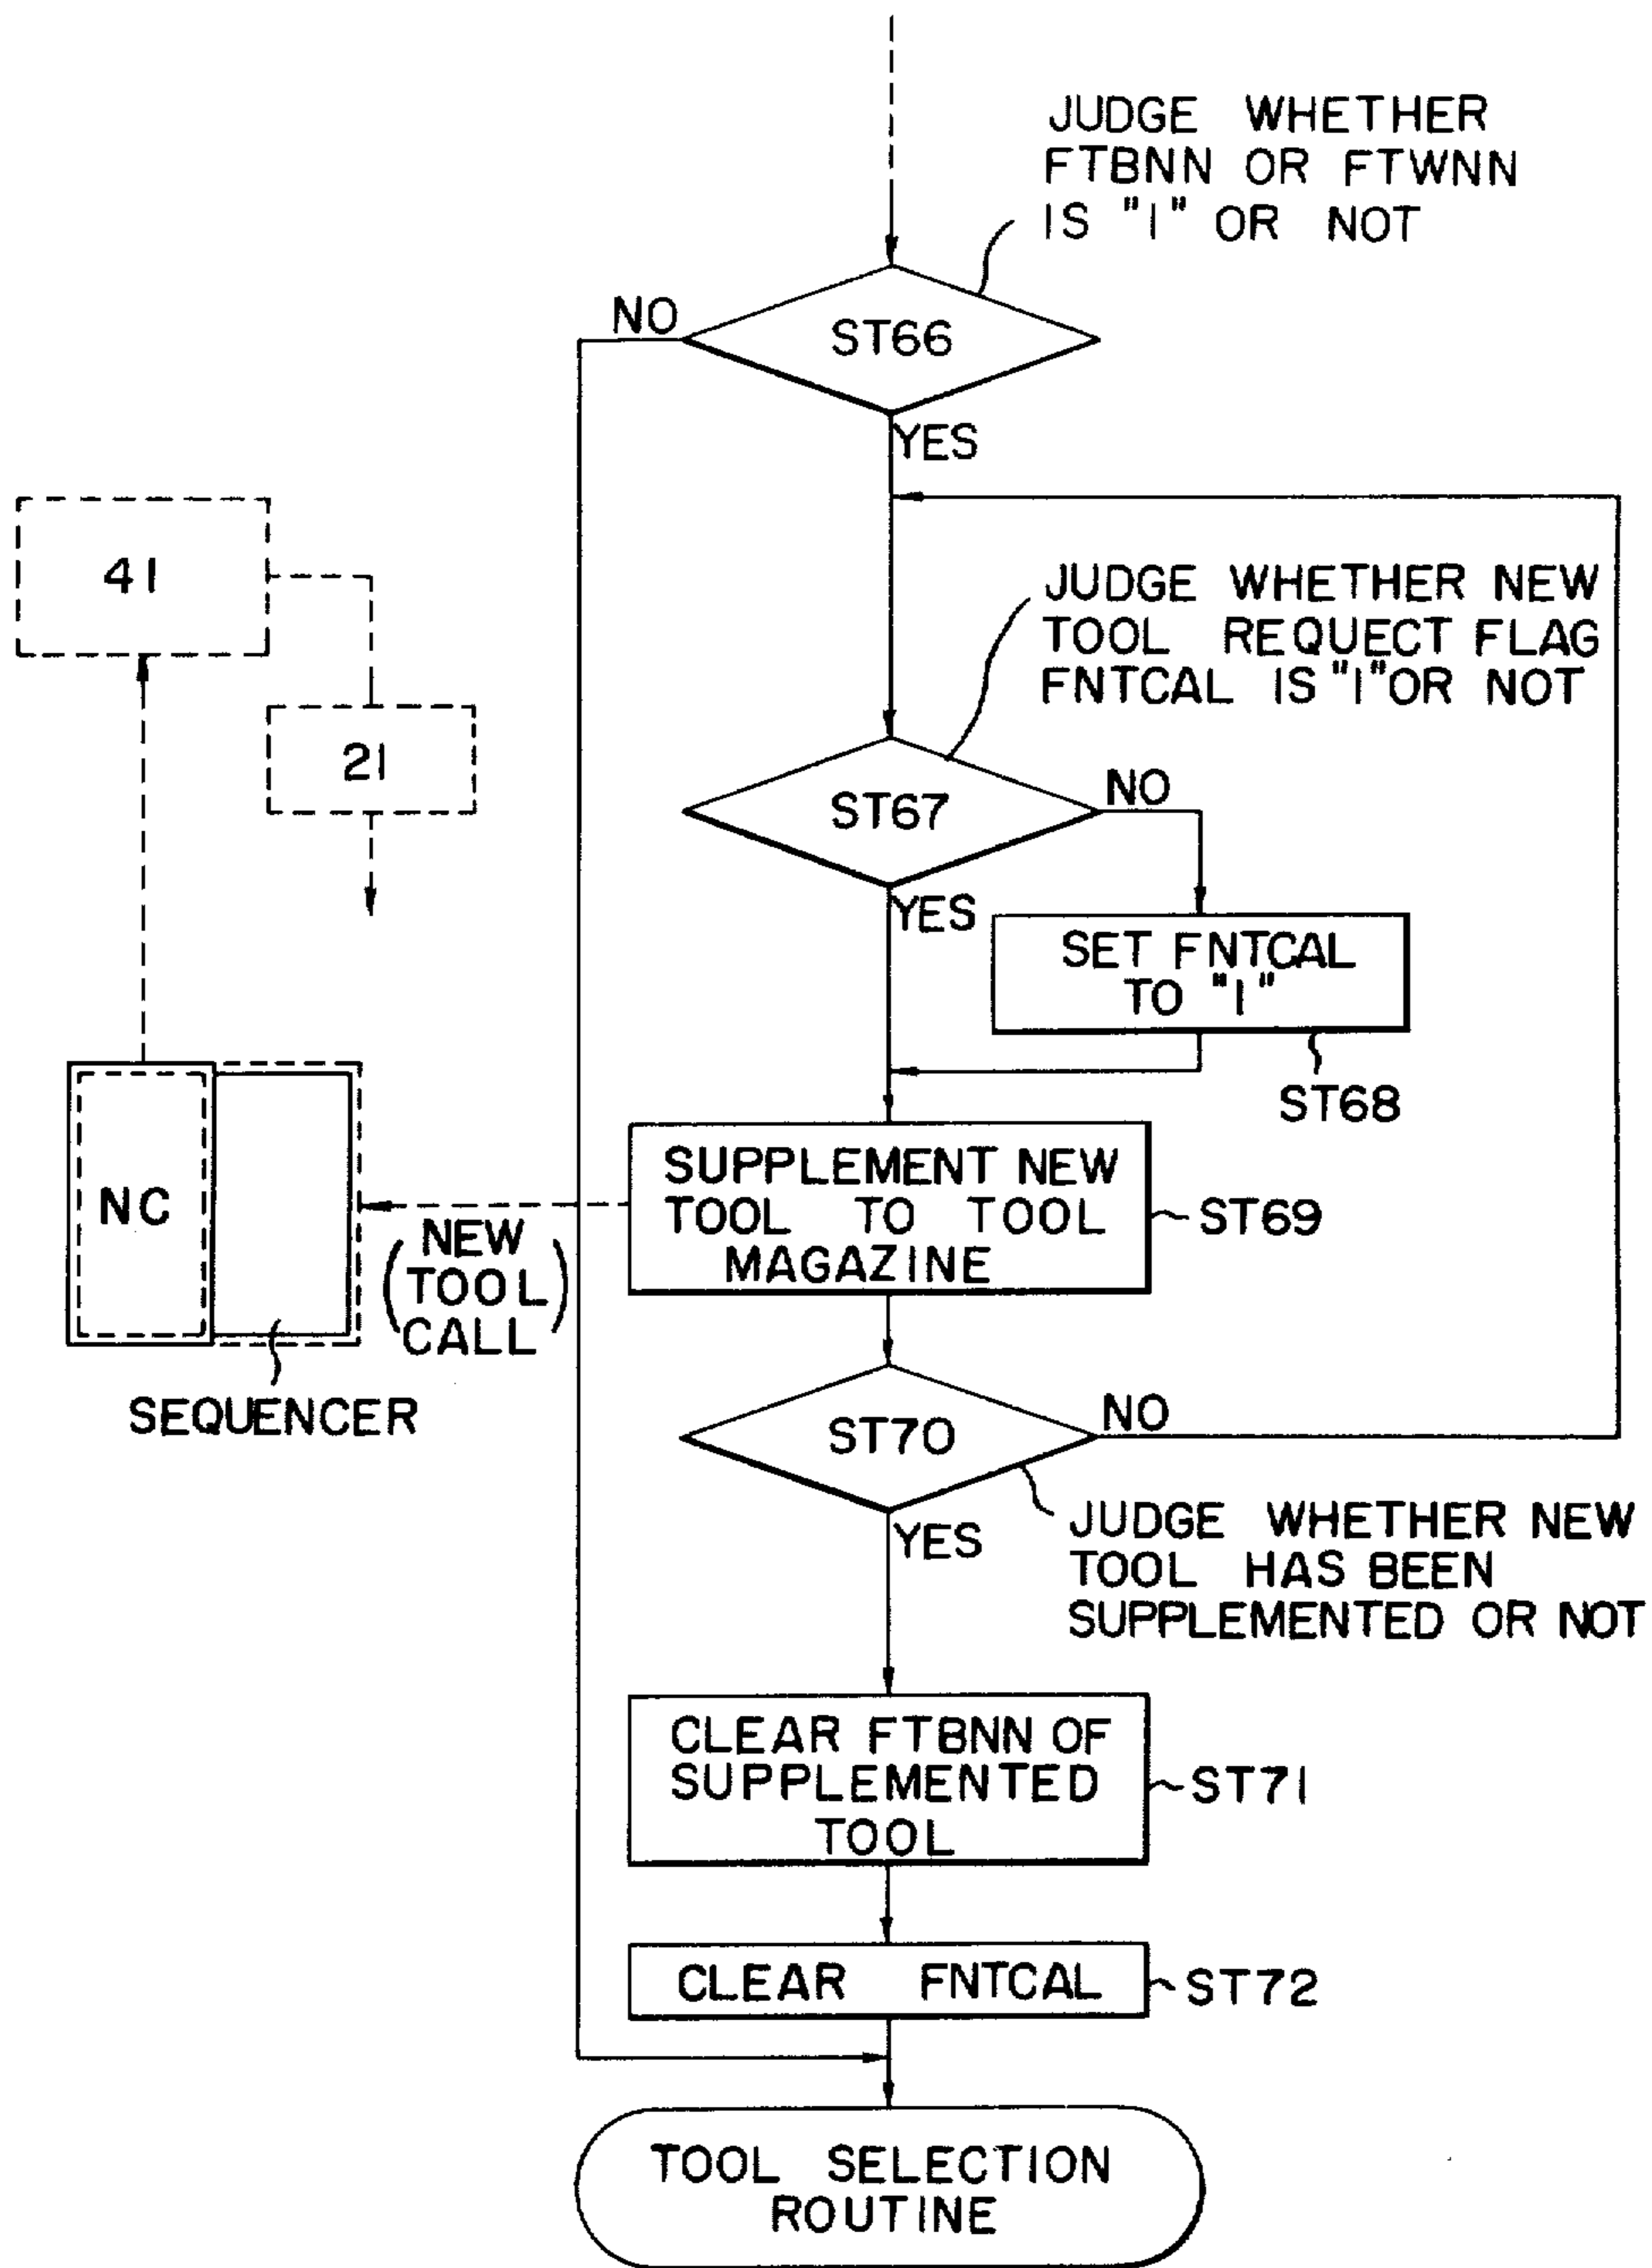 JUDGE WHETHER
FTBNN OR FTWNN
IS "1" OR NOT
NO
ST66
YES
41
JUDGE WHETHER NEW
TOOL REQUECT FLAG
FNTCAL IS "1" OR NOT
21
ST67
NO
YES
SET FNTCAL
TO "1"
ST68
SUPPLEMENT NEW
TOOL TO TOOL
MAGAZINE
ST69
NC
(NEW
TOOL
CALL)
SEQUENCER
ST70
NO
YES
JUDGE WHETHER NEW
TOOL HAS BEEN
SUPPLEMENTED OR NOT
CLEAR FTBNN OF
SUPPLEMENTED
TOOL
ST71
CLEAR FNTCAL
ST72
TOOL SELECTION
ROUTINE